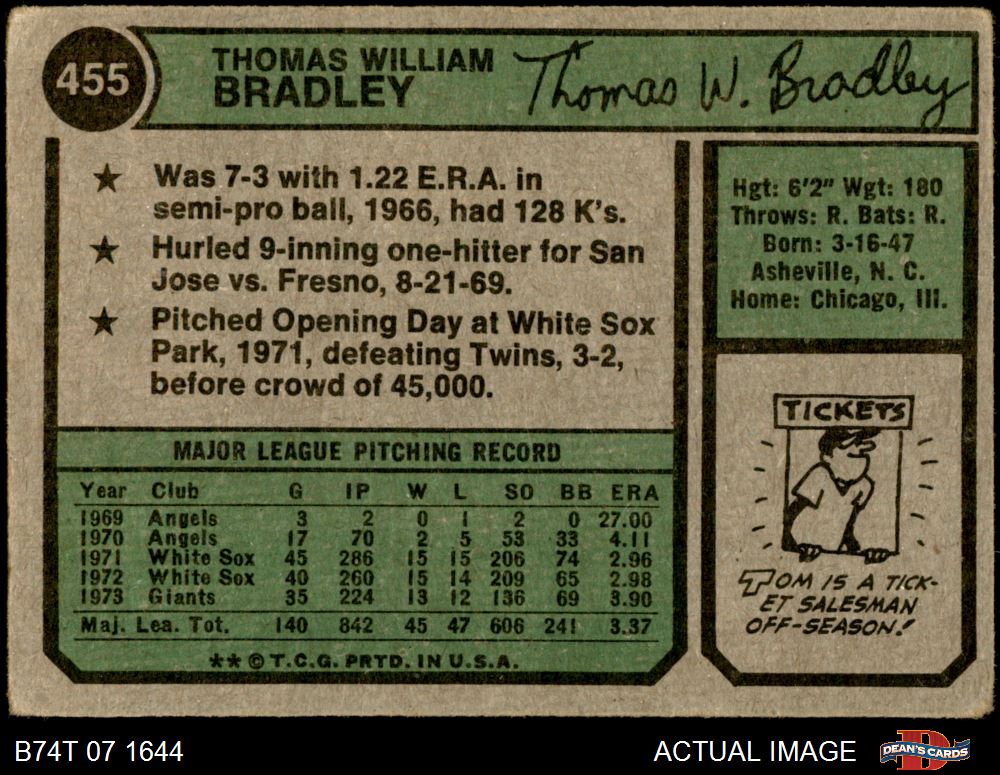 455
THOMAS WILLIAM
BRADLEY
Thomas W. Bradley
★ Was 7-3 with 1.22 E.R.A. in
semi-pro ball, 1966, had 128 K's.
★ Hurled 9-inning one-hitter for San
Jose vs. Fresno, 8-21-69.
★ Pitched Opening Day at White Sox
Park, 1971, defeating Twins, 3-2,
before crowd of 45,000.
MAJOR LEAGUE PITCHING RECORD
Year Club G IP W L SO BB ERA
1969 Angels 3 2 0 1 2 0 27.00
1970 Angels 17 70 2 5 53 33 4.11
1971 White Sox 45 286 15 15 206 74 2.96
1972 White Sox 40 260 15 14 209 65 2.98
1973 Giants 35 224 13 12 136 69 3.90
Maj. Lea. Tot. 140 842 45 47 606 241 3.37
** © T.C.G. PRTD. IN U.S.A.
Hgt: 6'2" Wgt: 180
Throws: R. Bats: R.
Born: 3-16-47
Asheville, N. C.
Home: Chicago, Ill.
TICKETS
TOM IS A TICK-
ET SALESMAN
OFF-SEASON!
B74T 07 1644
ACTUAL IMAGE
D
DEAN'S CARDS